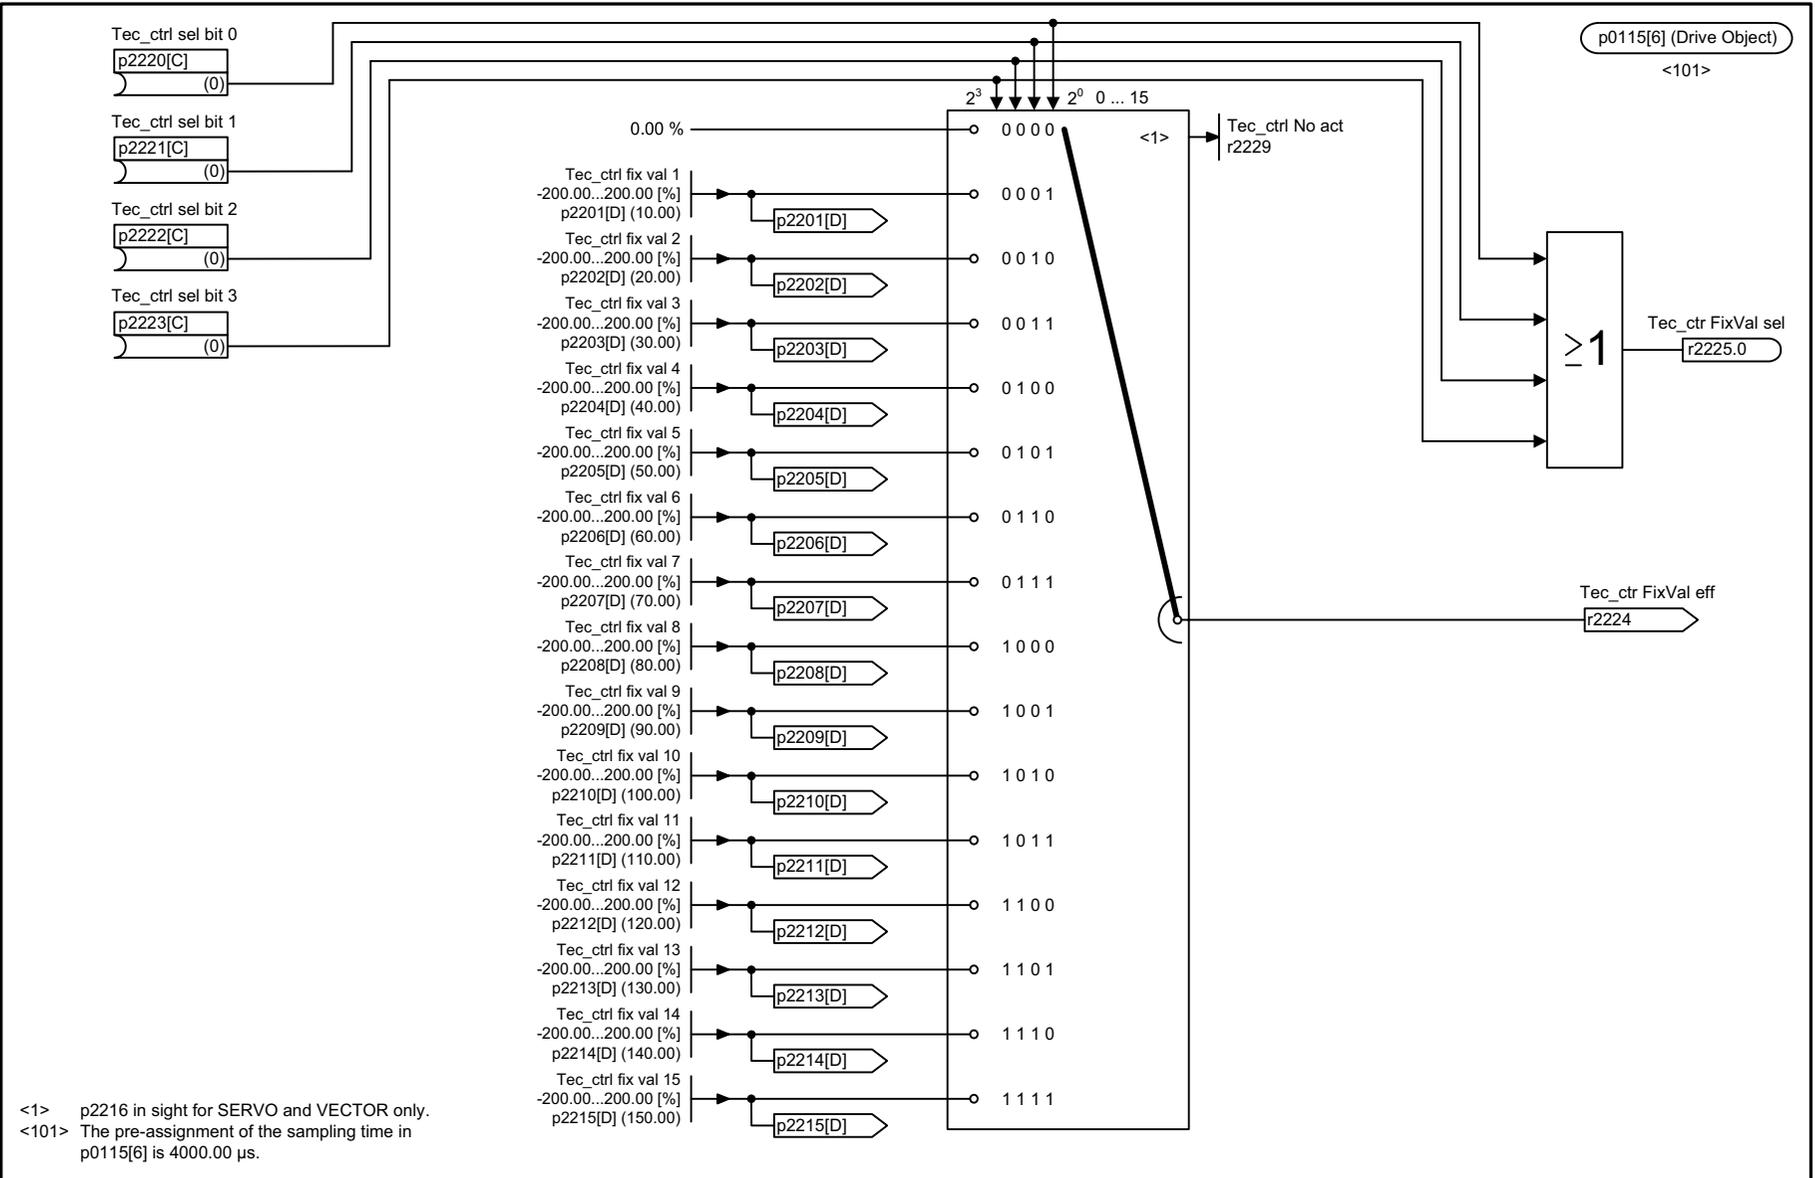 Tec_ctrl sel bit 0
p2220[C]
(0)
Tec_ctrl sel bit 1
p2221[C]
(0)
Tec_ctrl sel bit 2
p2222[C]
(0)
Tec_ctrl sel bit 3
p2223[C]
(0)
p0115[6] (Drive Object)
<101>
2³ 2⁰ 0 ... 15
0.00 % 0 0 0 0 <1>
Tec_ctrl No act
r2229
Tec_ctrl fix val 1
-200.00...200.00 [%] 0 0 0 1
p2201[D] (10.00) p2201[D]
Tec_ctrl fix val 2
-200.00...200.00 [%] 0 0 1 0
p2202[D] (20.00) p2202[D]
Tec_ctrl fix val 3
-200.00...200.00 [%] 0 0 1 1
p2203[D] (30.00) p2203[D]
Tec_ctrl fix val 4
-200.00...200.00 [%] 0 1 0 0
p2204[D] (40.00) p2204[D]
Tec_ctrl fix val 5
-200.00...200.00 [%] 0 1 0 1
p2205[D] (50.00) p2205[D]
Tec_ctrl fix val 6
-200.00...200.00 [%] 0 1 1 0
p2206[D] (60.00) p2206[D]
Tec_ctrl fix val 7
-200.00...200.00 [%] 0 1 1 1
p2207[D] (70.00) p2207[D]
Tec_ctrl fix val 8
-200.00...200.00 [%] 1 0 0 0
p2208[D] (80.00) p2208[D]
Tec_ctrl fix val 9
-200.00...200.00 [%] 1 0 0 1
p2209[D] (90.00) p2209[D]
Tec_ctrl fix val 10
-200.00...200.00 [%] 1 0 1 0
p2210[D] (100.00) p2210[D]
Tec_ctrl fix val 11
-200.00...200.00 [%] 1 0 1 1
p2211[D] (110.00) p2211[D]
Tec_ctrl fix val 12
-200.00...200.00 [%] 1 1 0 0
p2212[D] (120.00) p2212[D]
Tec_ctrl fix val 13
-200.00...200.00 [%] 1 1 0 1
p2213[D] (130.00) p2213[D]
Tec_ctrl fix val 14
-200.00...200.00 [%] 1 1 1 0
p2214[D] (140.00) p2214[D]
Tec_ctrl fix val 15
-200.00...200.00 [%] 1 1 1 1
p2215[D] (150.00) p2215[D]
≥1
Tec_ctr FixVal sel
r2225.0
Tec_ctr FixVal eff
r2224
<1> p2216 in sight for SERVO and VECTOR only.
<101> The pre-assignment of the sampling time in
p0115[6] is 4000.00 µs.